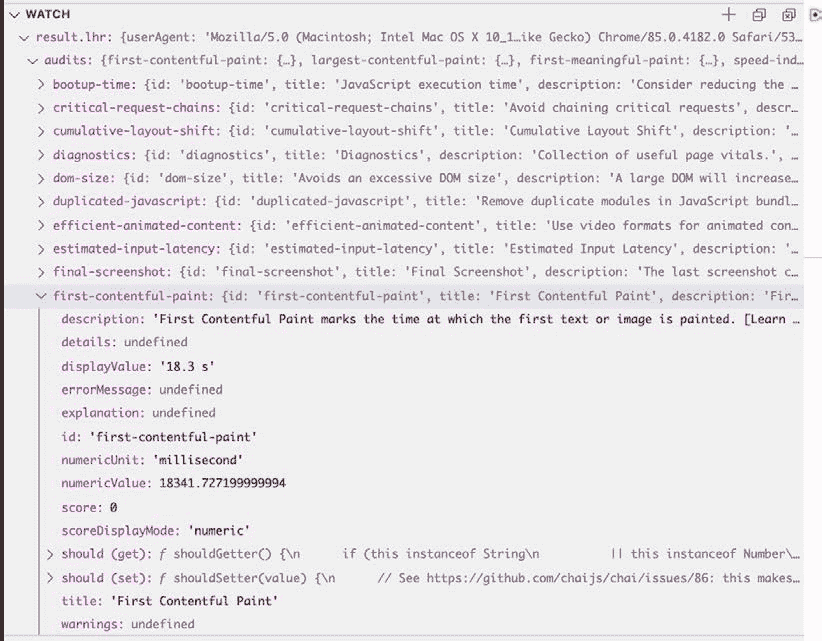 WATCH
result.lhr: {userAgent: 'Mozilla/5.0 (Macintosh; Intel Mac OS X 10_1…ike Gecko) Chrome/85.0.4182.0 Safari/53…
audits: {first-contentful-paint: {…}, largest-contentful-paint: {…}, first-meaningful-paint: {…}, speed-ind…
bootup-time: {id: 'bootup-time', title: 'JavaScript execution time', description: 'Consider reducing the …
critical-request-chains: {id: 'critical-request-chains', title: 'Avoid chaining critical requests', descr…
cumulative-layout-shift: {id: 'cumulative-layout-shift', title: 'Cumulative Layout Shift', description: '…
diagnostics: {id: 'diagnostics', title: 'Diagnostics', description: 'Collection of useful page vitals.', …
dom-size: {id: 'dom-size', title: 'Avoids an excessive DOM size', description: 'A large DOM will increase…
duplicated-javascript: {id: 'duplicated-javascript', title: 'Remove duplicate modules in JavaScript bundl…
efficient-animated-content: {id: 'efficient-animated-content', title: 'Use video formats for animated con…
estimated-input-latency: {id: 'estimated-input-latency', title: 'Estimated Input Latency', description: '…
final-screenshot: {id: 'final-screenshot', title: 'Final Screenshot', description: 'The last screenshot c…
first-contentful-paint: {id: 'first-contentful-paint', title: 'First Contentful Paint', description: 'Fir…
description: 'First Contentful Paint marks the time at which the first text or image is painted. [Learn …
details: undefined
displayValue: '18.3 s'
errorMessage: undefined
explanation: undefined
id: 'first-contentful-paint'
numericUnit: 'millisecond'
numericValue: 18341.727199999994
score: 0
scoreDisplayMode: 'numeric'
should (get): ƒ shouldGetter() {\n      if (this instanceof String\n          || this instanceof Number\…
should (set): ƒ shouldSetter(value) {\n      // See https://github.com/chaijs/chai/issues/86: this makes…
title: 'First Contentful Paint'
warnings: undefined